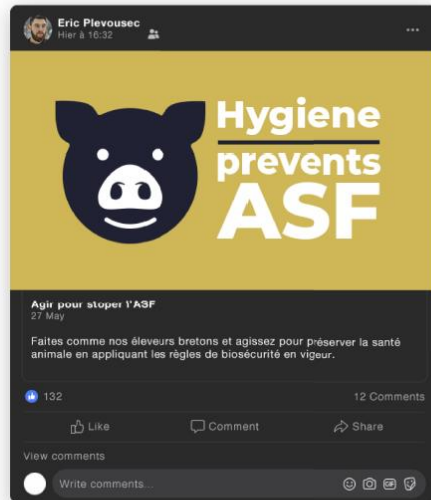 Eric Plevousec
Hier à 16:32
Hygiene
prevents
ASF
Agir pour stoper l'ASF
27 May
Faites comme nos éleveurs bretons et agissez pour préserver la santé
animale en appliquant les règles de biosécurité en vigeur.
132
12 Comments
Like
Comment
Share
View comments
Write comments...
GIF